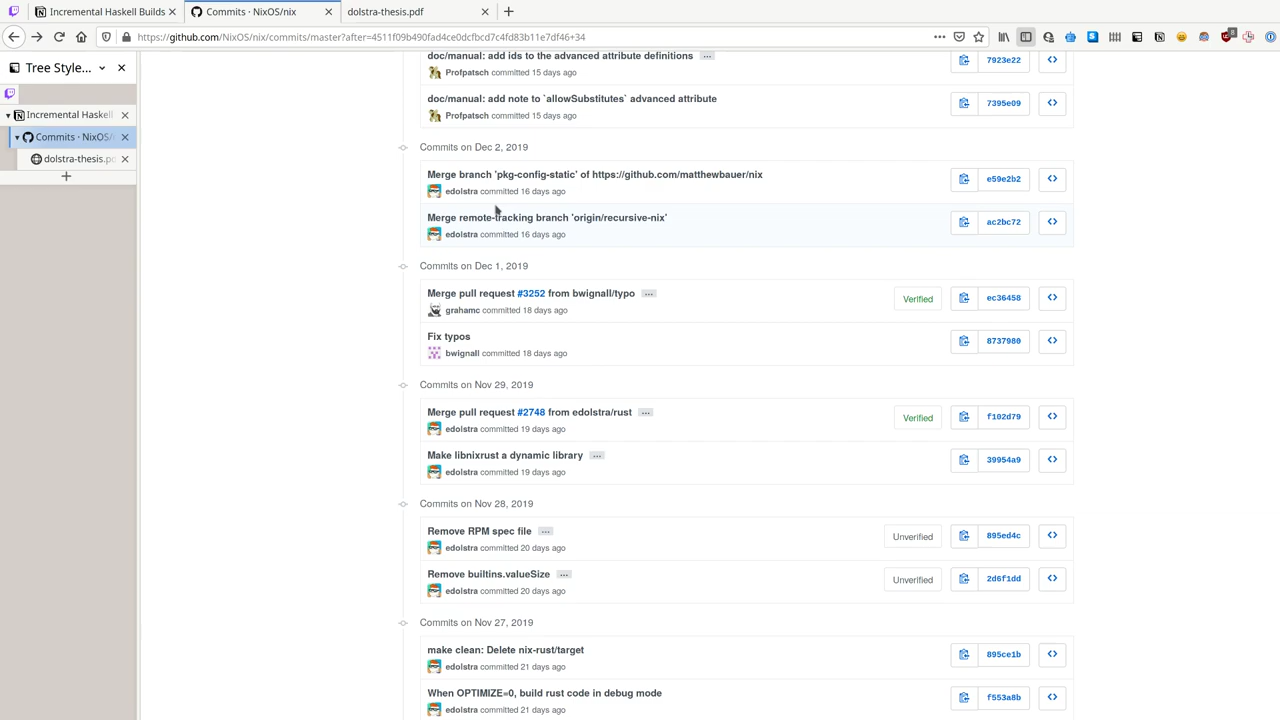 Incremental Haskell Builds
Commits · NixOS/nix
dolstra-thesis.pdf
https://github.com/NixOS/nix/commits/master?after=4511f09b490fad4ce0dcfbcd7c4fd83b11e7df46+34
8
Tree Style...
Incremental Haskell
Commits · NixOS/
dolstra-thesis.pd
doc/manual: add ids to the advanced attribute definitions
7923e22
Profpatsch committed 15 days ago
doc/manual: add note to `allowSubstitutes` advanced attribute
7395e09
Profpatsch committed 15 days ago
Commits on Dec 2, 2019
Merge branch 'pkg-config-static' of https://github.com/matthewbauer/nix
e59e2b2
edolstra committed 16 days ago
Merge remote-tracking branch 'origin/recursive-nix'
ac2bc72
edolstra committed 16 days ago
Commits on Dec 1, 2019
Merge pull request #3252 from bwignall/typo
Verified
ec36458
grahamc committed 18 days ago
Fix typos
8737980
bwignall committed 18 days ago
Commits on Nov 29, 2019
Merge pull request #2748 from edolstra/rust
Verified
f102d79
edolstra committed 19 days ago
Make libnixrust a dynamic library
39954a9
edolstra committed 19 days ago
Commits on Nov 28, 2019
Remove RPM spec file
Unverified
895ed4c
edolstra committed 20 days ago
Remove builtins.valueSize
Unverified
2d6f1dd
edolstra committed 20 days ago
Commits on Nov 27, 2019
make clean: Delete nix-rust/target
895ce1b
edolstra committed 21 days ago
When OPTIMIZE=0, build rust code in debug mode
f553a8b
edolstra committed 21 days ago